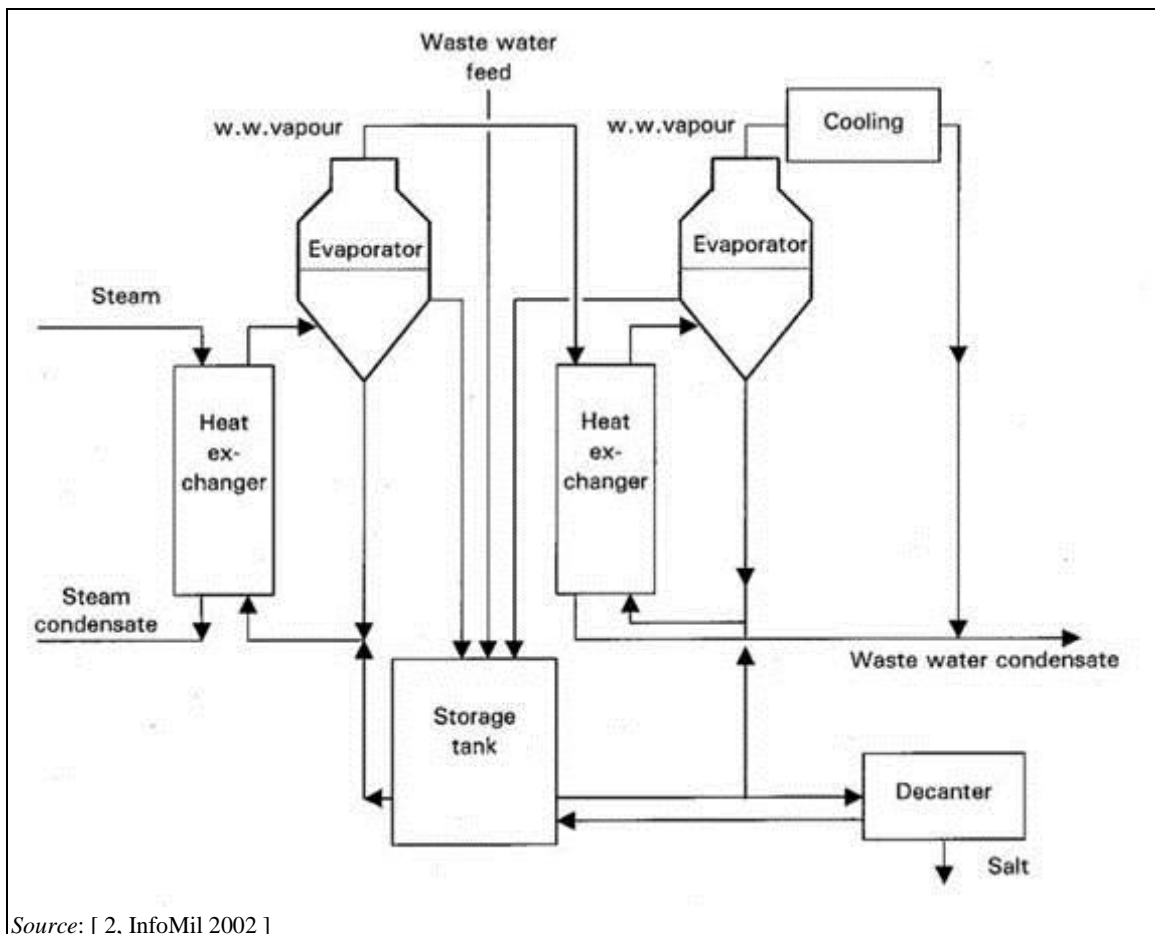 Waste water
feed
w.w.vapour
w.w.vapour
Cooling
Evaporator
Evaporator
Steam
Heat
ex-
changer
Heat
ex-
changer
Steam
condensate
Waste water condensate
Storage
tank
Decanter
Salt
Source: [ 2, InfoMil 2002 ]